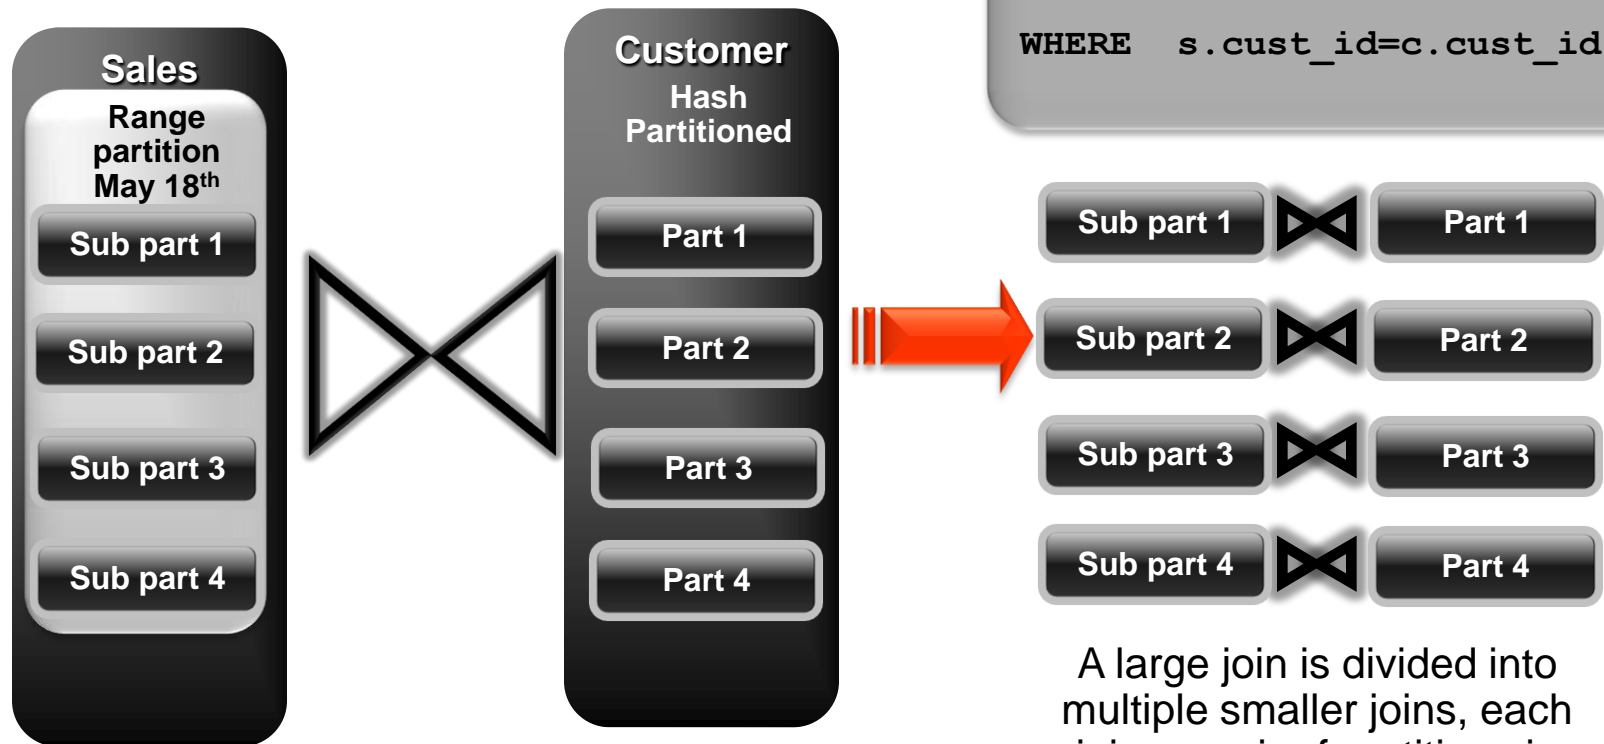 Sales
Range
partition
May 18th
Sub part 1
Sub part 2
Sub part 3
Sub part 4
Customer
Hash
Partitioned
Part 1
Part 2
Part 3
Part 4
WHERE s.cust_id=c.cust_id
Sub part 1 Part 1
Sub part 2 Part 2
Sub part 3 Part 3
Sub part 4 Part 4
A large join is divided into
multiple smaller joins, each